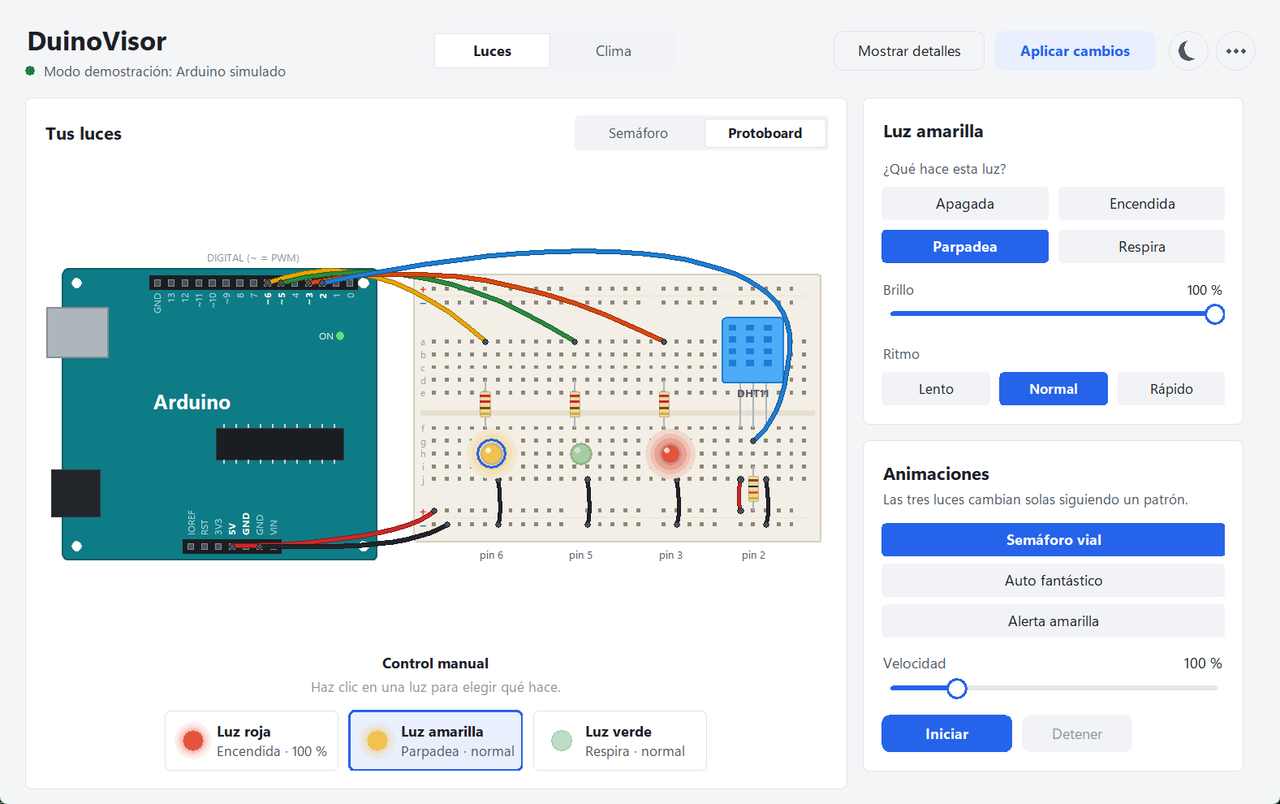 DuinoVisor
Modo demostración: Arduino simulado
Luces
Clima
Mostrar detalles
Aplicar cambios
Tus luces
Semáforo
Protoboard
DIGITAL (~ = PWM)
GND 13 12 ~11 ~10 ~9 8 7 ~6 ~5 4 ~3 2 1 0
ON
Arduino
IOREF RST 3V3 5V GND GND VIN
+
−
a
b
c
d
e
f
g
h
i
j
+
−
DHT11
pin 6
pin 5
pin 3
pin 2
Control manual
Haz clic en una luz para elegir qué hace.
Luz roja
Encendida · 100 %
Luz amarilla
Parpadea · normal
Luz verde
Respira · normal
Luz amarilla
¿Qué hace esta luz?
Apagada
Encendida
Parpadea
Respira
Brillo 100 %
Ritmo
Lento
Normal
Rápido
Animaciones
Las tres luces cambian solas siguiendo un patrón.
Semáforo vial
Auto fantástico
Alerta amarilla
Velocidad 100 %
Iniciar
Detener